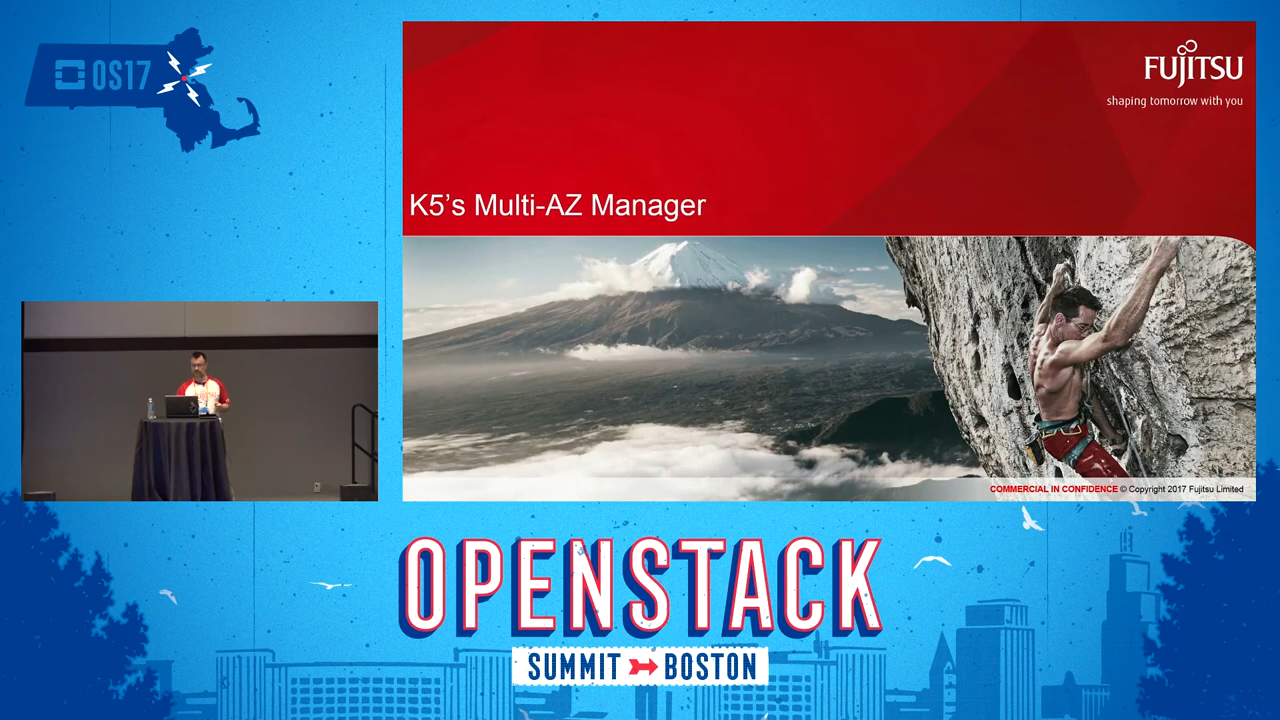 OS17
FUJITSU
shaping tomorrow with you
K5's Multi-AZ Manager
COMMERCIAL IN CONFIDENCE © Copyright 2017 Fujitsu Limited
OPENSTACK
SUMMIT BOSTON